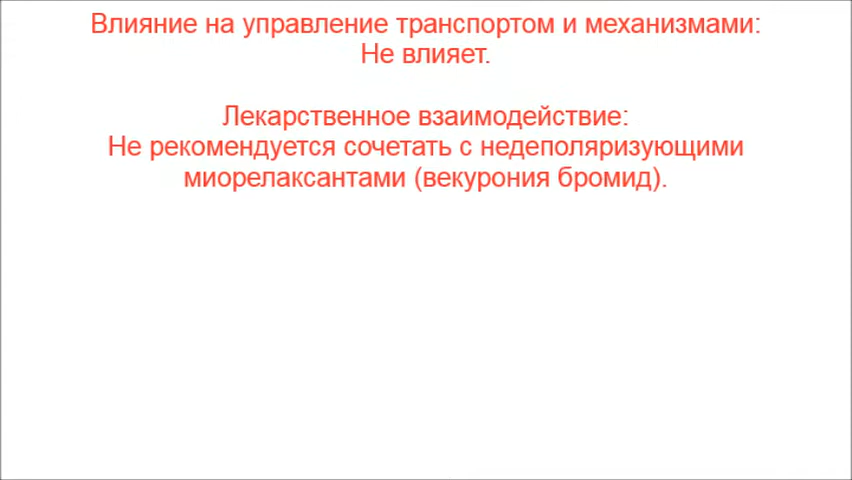 Влияние на управление транспортом и механизмами:
Не влияет.
Лекарственное взаимодействие:
Не рекомендуется сочетать с недеполяризующими
миорелаксантами (векурония бромид).